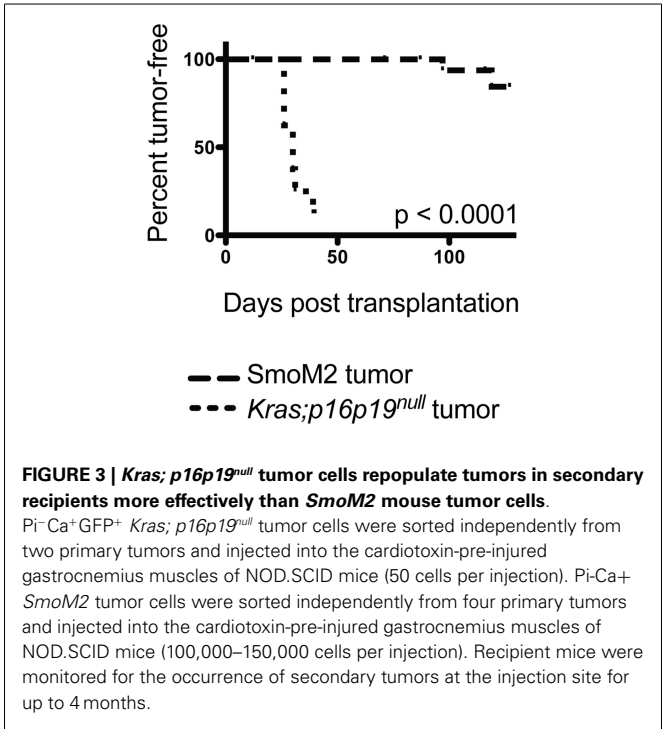 Percent tumor-free
100
50
0
p < 0.0001
0 50 100
Days post transplantation
SmoM2 tumor
Kras;p16p19null tumor
FIGURE 3 | Kras; p16p19null tumor cells repopulate tumors in secondary
recipients more effectively than SmoM2 mouse tumor cells.
Pi−Ca+GFP+ Kras; p16p19null tumor cells were sorted independently from
two primary tumors and injected into the cardiotoxin-pre-injured
gastrocnemius muscles of NOD.SCID mice (50 cells per injection). Pi-Ca+
SmoM2 tumor cells were sorted independently from four primary tumors
and injected into the cardiotoxin-pre-injured gastrocnemius muscles of
NOD.SCID mice (100,000–150,000 cells per injection). Recipient mice were
monitored for the occurrence of secondary tumors at the injection site for
up to 4 months.